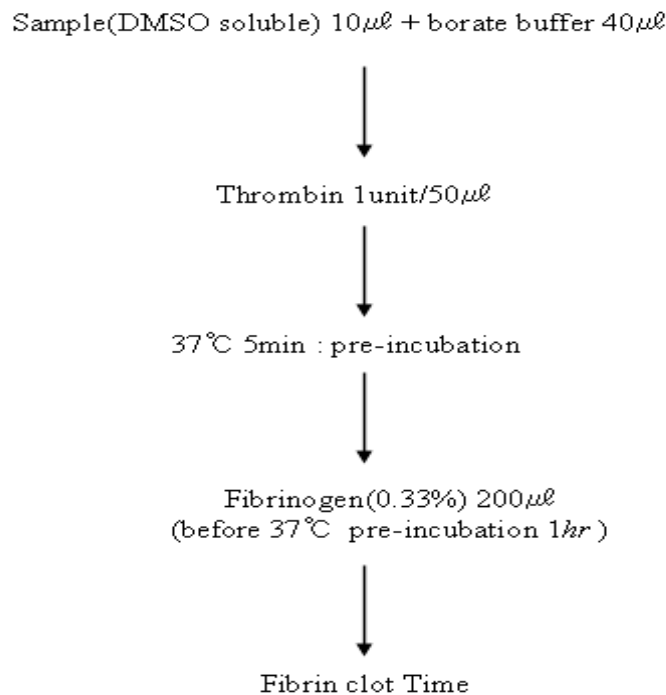 Sample(DMSO soluble) 10㎕ + borate buffer 40㎕
Thrombin 1unit/50㎕
37℃ 5min : pre-incubation
Fibrinogen(0.33%) 200㎕
(before 37℃ pre-incubation 1hr )
Fibrin clot Time